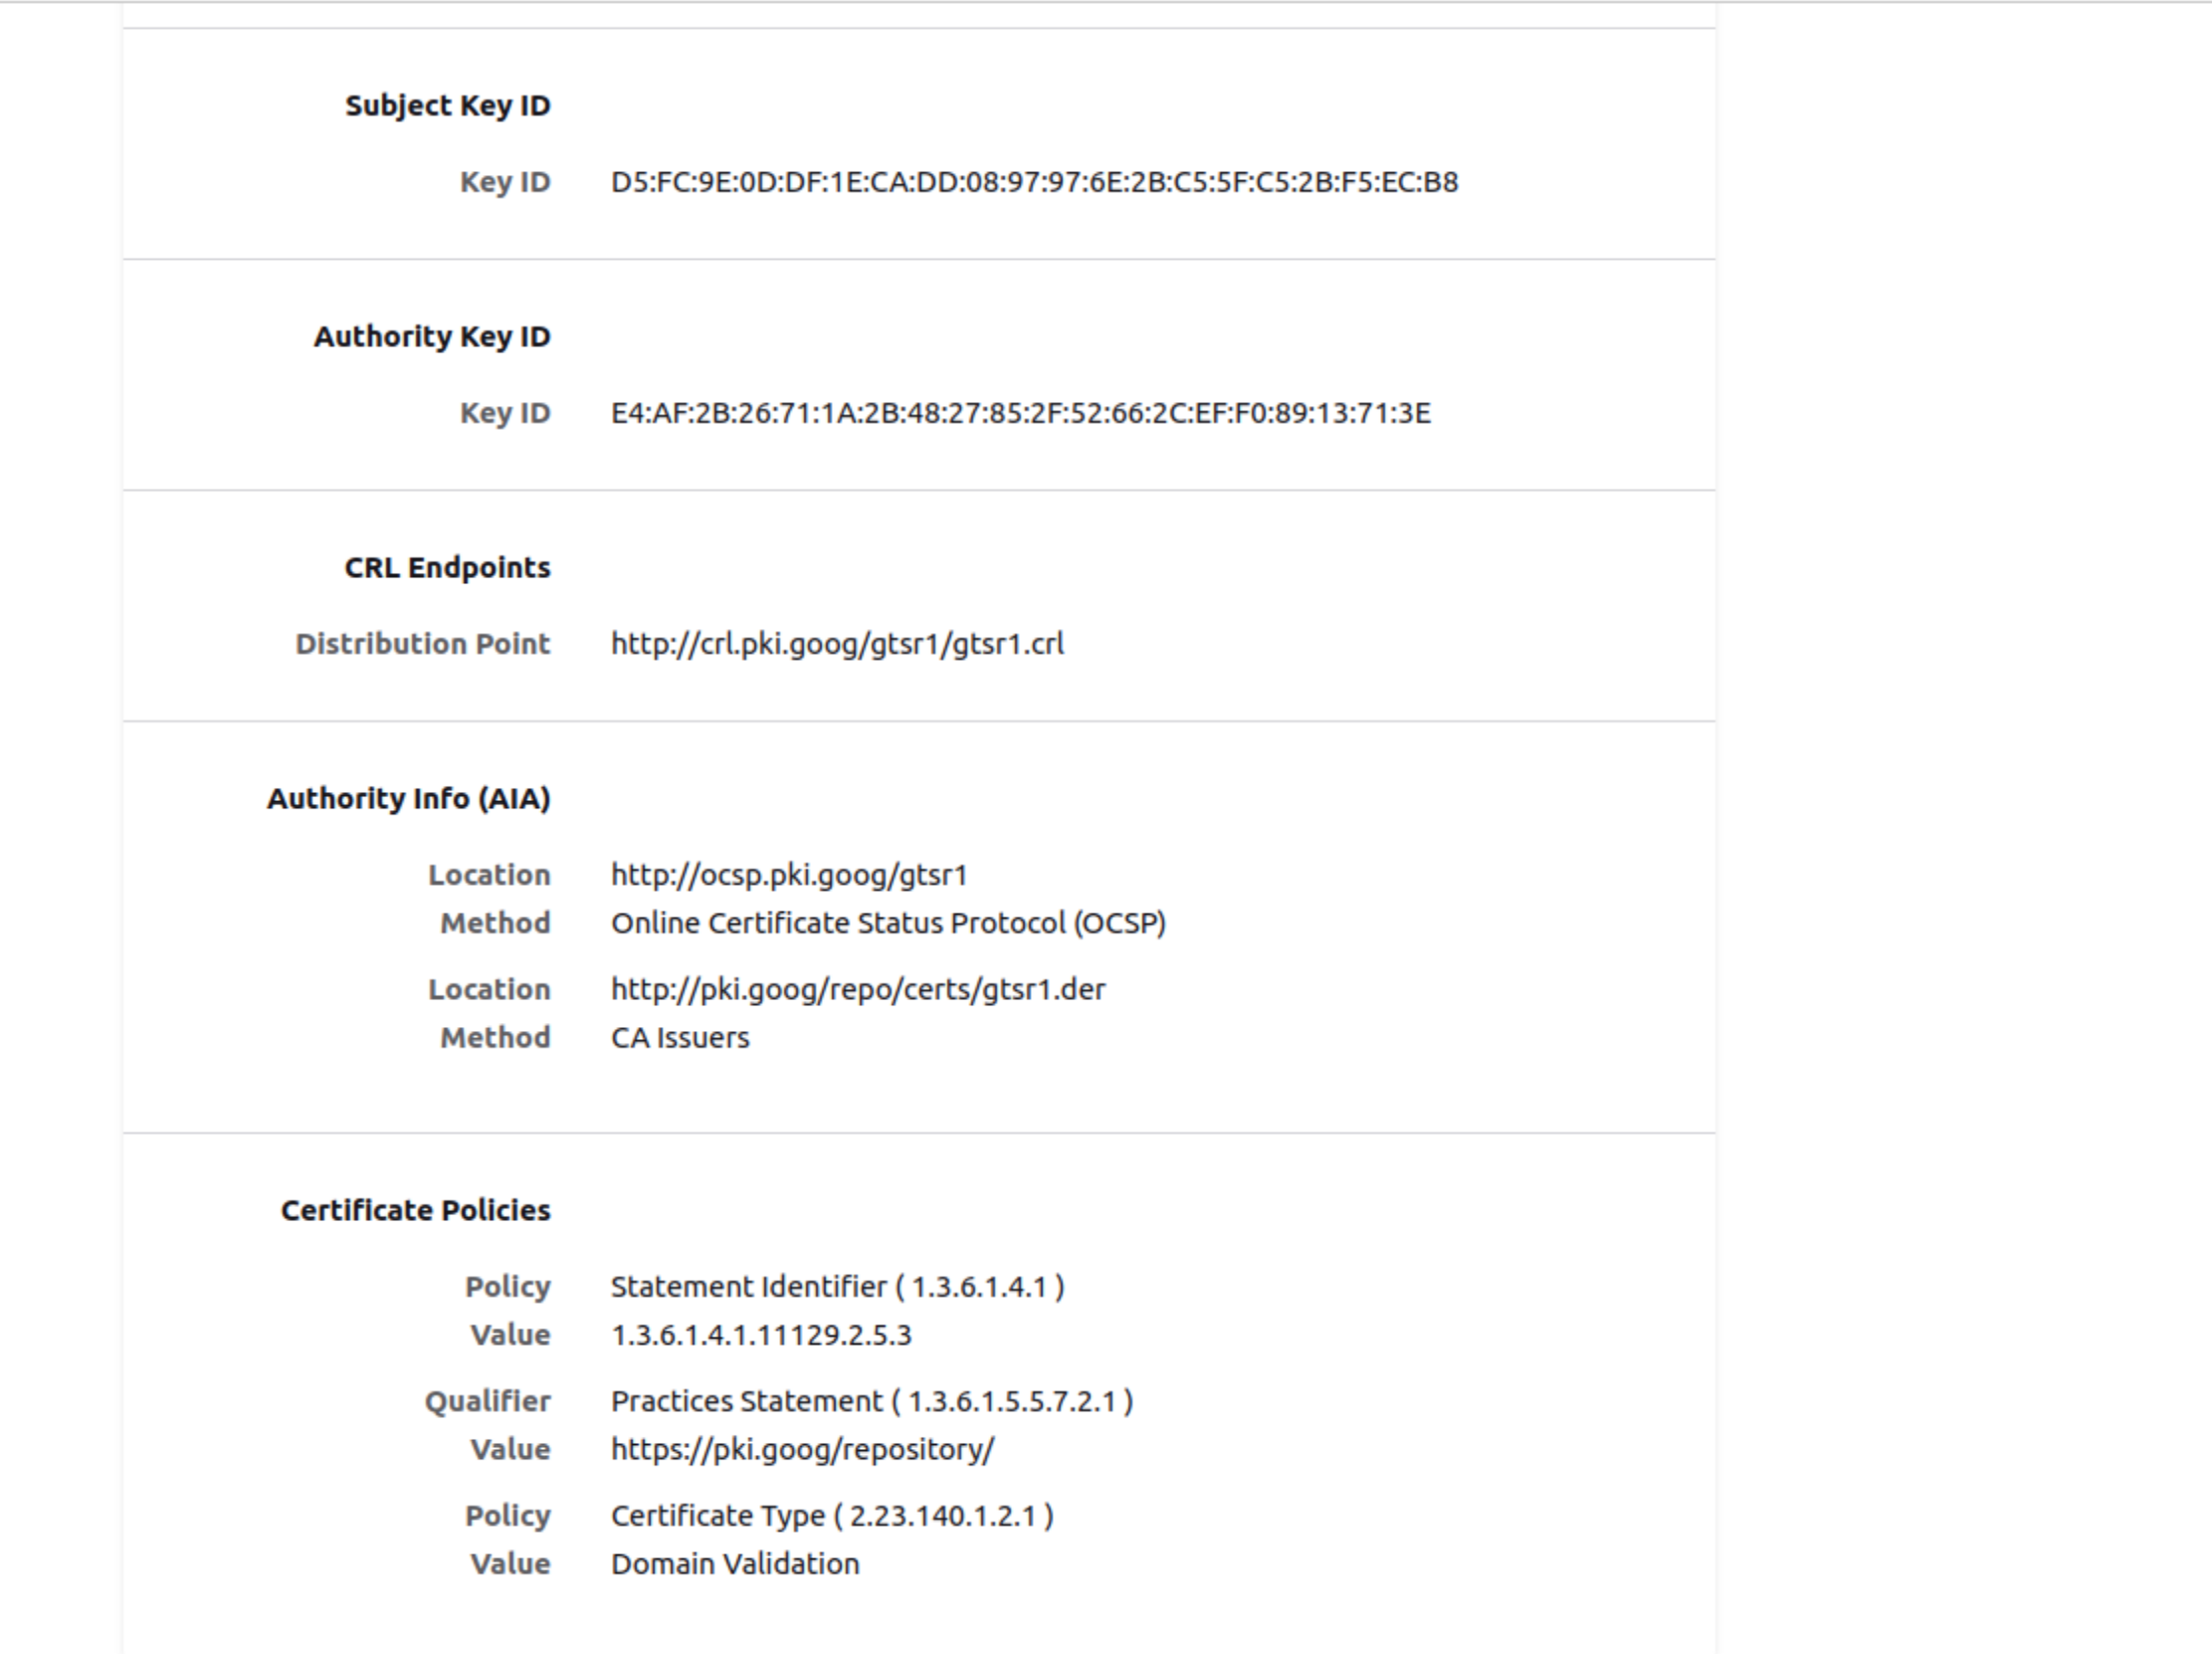 Subject Key ID
Key ID D5:FC:9E:0D:DF:1E:CA:DD:08:97:97:6E:2B:C5:5F:C5:2B:F5:EC:B8
Authority Key ID
Key ID E4:AF:2B:26:71:1A:2B:48:27:85:2F:52:66:2C:EF:F0:89:13:71:3E
CRL Endpoints
Distribution Point http://crl.pki.goog/gtsr1/gtsr1.crl
Authority Info (AIA)
Location http://ocsp.pki.goog/gtsr1
Method Online Certificate Status Protocol (OCSP)
Location http://pki.goog/repo/certs/gtsr1.der
Method CA Issuers
Certificate Policies
Policy Statement Identifier ( 1.3.6.1.4.1 )
Value 1.3.6.1.4.1.11129.2.5.3
Qualifier Practices Statement ( 1.3.6.1.5.5.7.2.1 )
Value https://pki.goog/repository/
Policy Certificate Type ( 2.23.140.1.2.1 )
Value Domain Validation